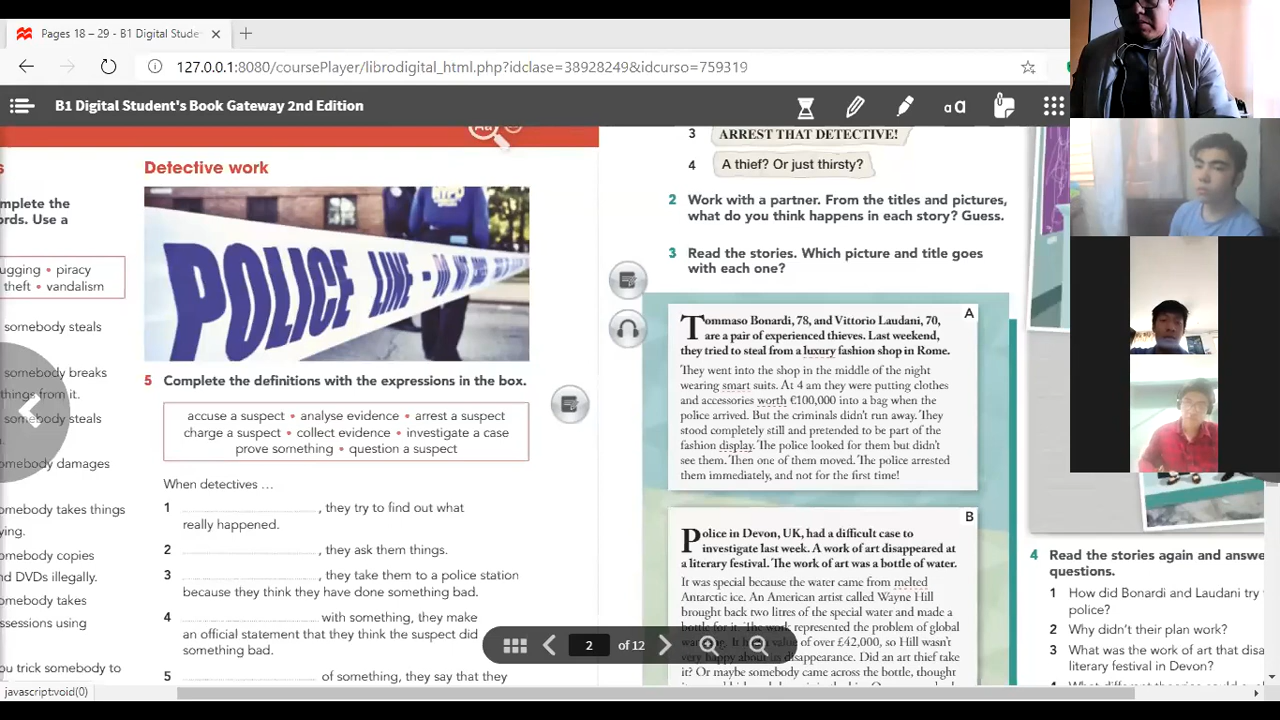 Pages 18 – 29 - B1 Digital Stude
127.0.0.1:8080/coursePlayer/librodigital_html.php?idclase=38928249&idcurso=759319
B1 Digital Student's Book Gateway 2nd Edition
a a
s
mplete the
rds. Use a
ugging • piracy
theft • vandalism
somebody steals
omebody breaks
hings from it.
somebody steals
omebody damages
omebody takes things
ying.
omebody copies
nd DVDs illegally.
omebody takes
ssessions using
ou trick somebody to
javascript:void(0)
Aa
Detective work
POLICE LINE
5 Complete the definitions with the expressions in the box.
accuse a suspect • analyse evidence • arrest a suspect
charge a suspect • collect evidence • investigate a case
prove something • question a suspect
When detectives …
1 , they try to find out what
really happened.
2 , they ask them things.
3 , they take them to a police station
because they think they have done something bad.
4 with something, they make
an official statement that they think the suspect did
something bad.
5 of something, they say that they
3 ARREST THAT DETECTIVE!
4 A thief? Or just thirsty?
2 Work with a partner. From the titles and pictures,
what do you think happens in each story? Guess.
3 Read the stories. Which picture and title goes
with each one?
A
Tommaso Bonardi, 78, and Vittorio Laudani, 70,
are a pair of experienced thieves. Last weekend,
they tried to steal from a luxury fashion shop in Rome.
They went into the shop in the middle of the night
wearing smart suits. At 4 am they were putting clothes
and accessories worth €100,000 into a bag when the
police arrived. But the criminals didn't run away. They
stood completely still and pretended to be part of the
fashion display. The police looked for them but didn't
see them. Then one of them moved. The police arrested
them immediately, and not for the first time!
B
Police in Devon, UK, had a difficult case to
investigate last week. A work of art disappeared at
a literary festival. The work of art was a bottle of water.
It was special because the water came from melted
Antarctic ice. An American artist called Wayne Hill
brought back two litres of the special water and made a
bottle for it. The work represented the problem of global
value of over £42,000, so Hill wasn't
very happy about its disappearance. Did an art thief take
it? Or maybe somebody came across the bottle, thought
2 of 12
4 Read the stories again and answe
questions.
1 How did Bonardi and Laudani try
police?
2 Why didn't their plan work?
3 What was the work of art that disa
literary festival in Devon?